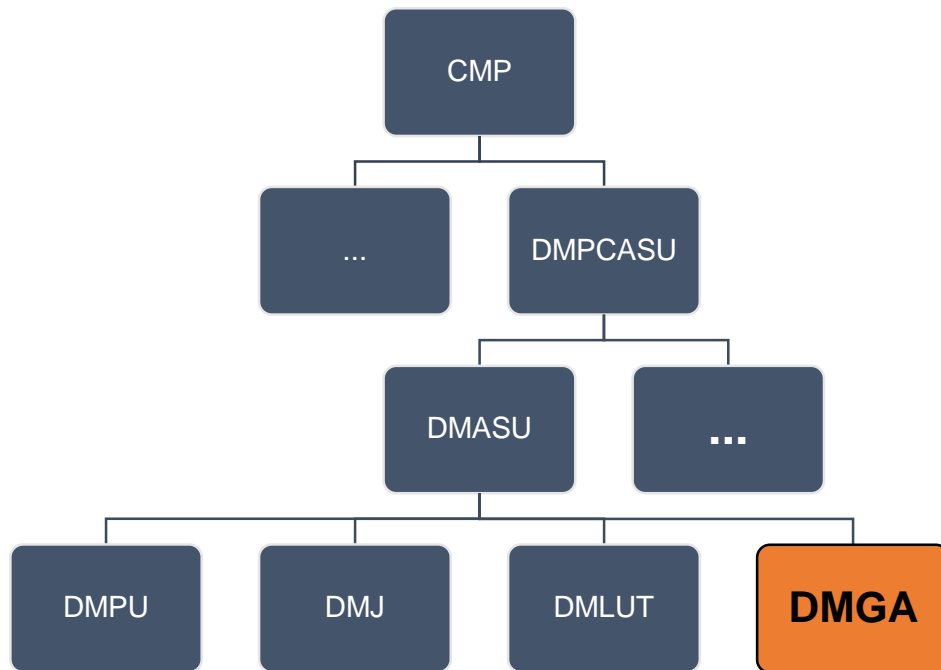 CMP
...
DMPCASU
DMASU
...
DMPU
DMJ
DMLUT
DMGA